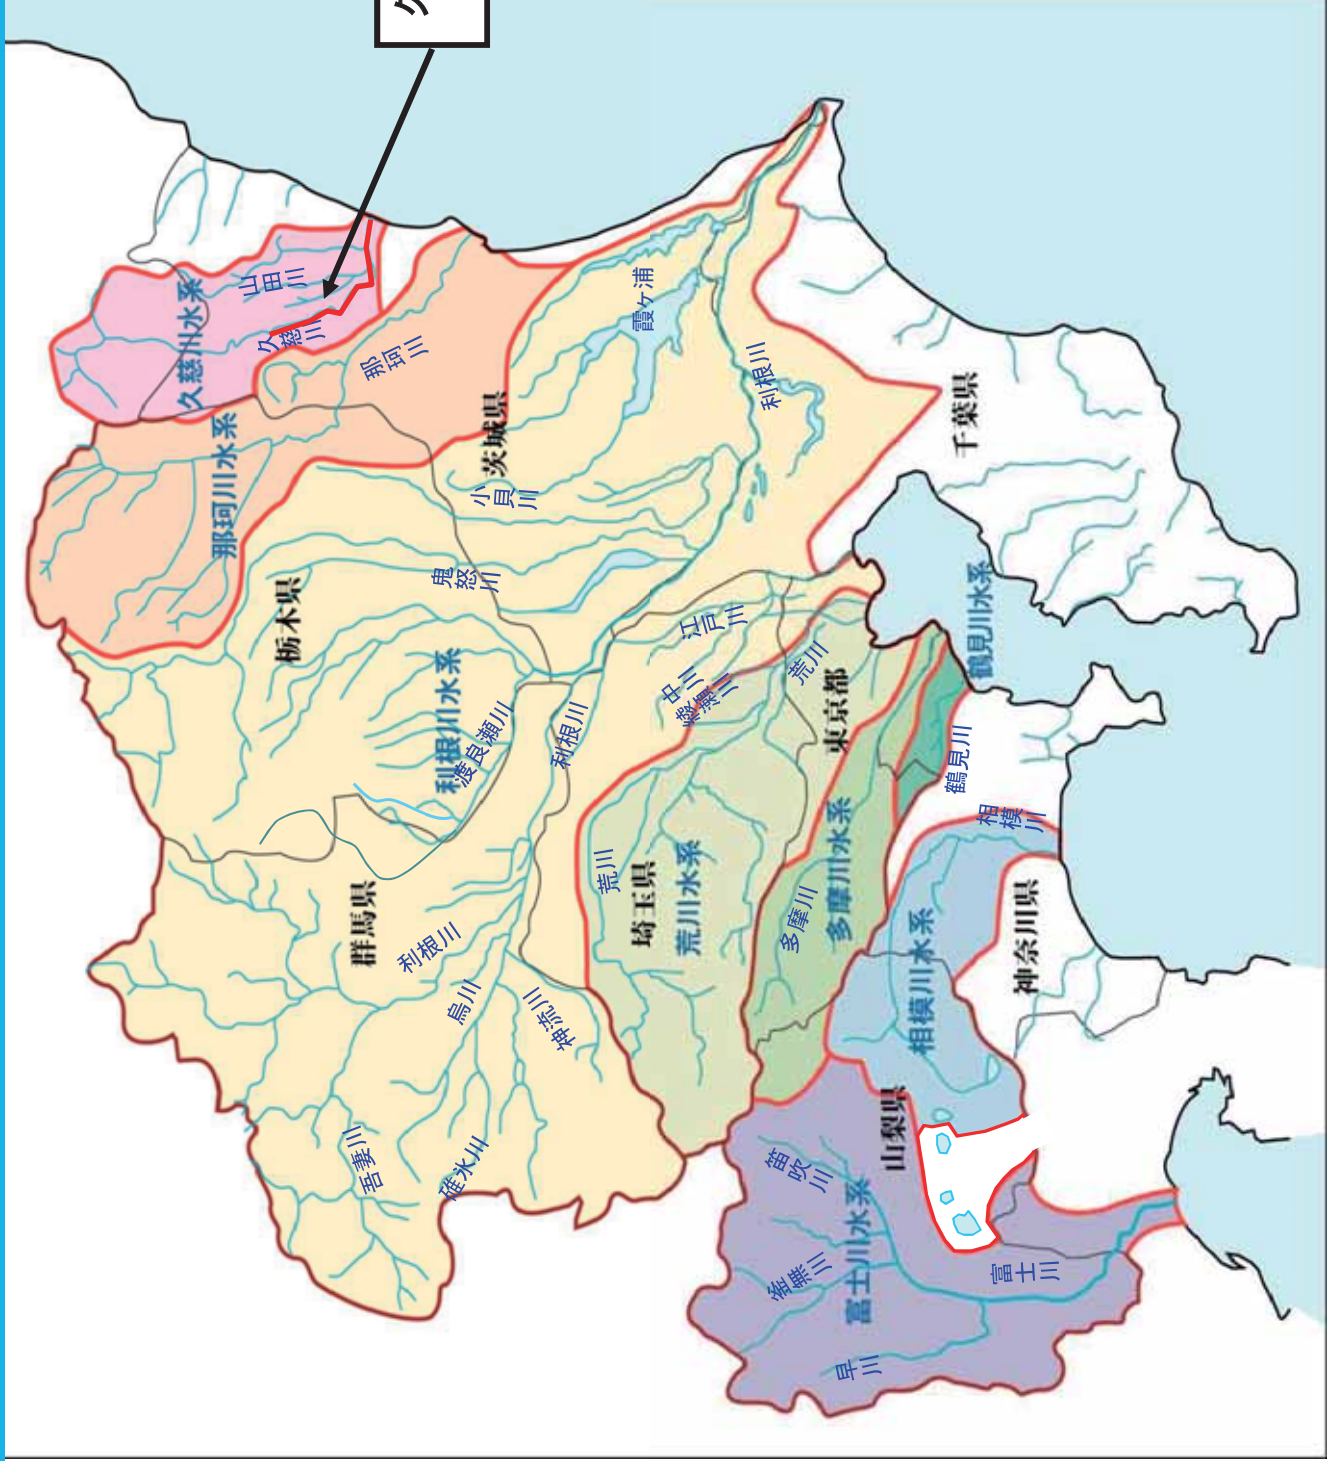 久慈川水系
山田川
久慈川
那珂川水系
那珂川
茨城県
霞ヶ浦
利根川
千葉県
小貝川
鬼怒川
栃木県
利根川水系
渡良瀬川
利根川
江戸川
中川
綾瀬川
荒川
東京都
鶴見川水系
鶴見川
群馬県
利根川
烏川
神流川
吾妻川
碓氷川
荒川
埼玉県
荒川水系
多摩川
多摩川水系
相模川
相模川水系
神奈川県
山梨県
笛吹川
釜無川
富士川水系
富士川
早川